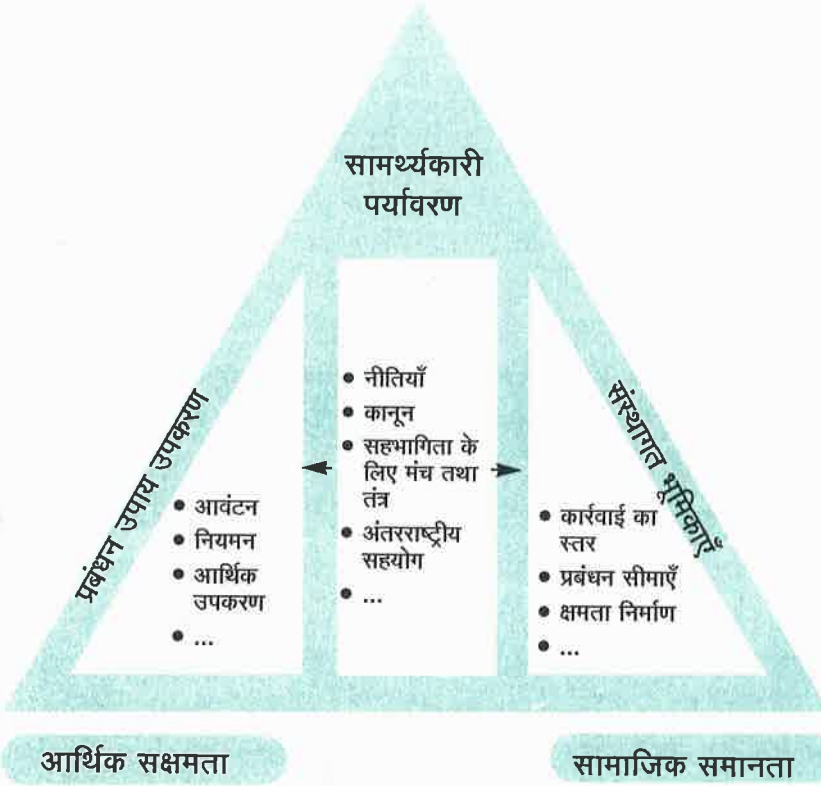 सामर्थ्यकारी
पर्यावरण
प्रबंधन उपाय उपकरण
• आवंटन
• नियमन
• आर्थिक
उपकरण
• ...
• नीतियाँ
• कानून
• सहभागिता के
लिए मंच तथा
तंत्र
• अंतरराष्ट्रीय
सहयोग
• ...
संस्थागत भूमिकाएँ
• कार्रवाई का
स्तर
• प्रबंधन सीमाएँ
• क्षमता निर्माण
• ...
आर्थिक सक्षमता
सामाजिक समानता